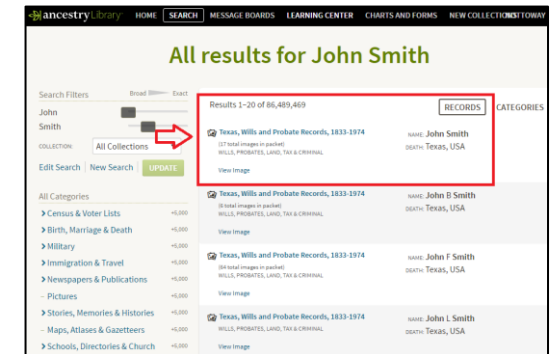 ancestryLibrary HOME SEARCH MESSAGE BOARDS LEARNING CENTER CHARTS AND FORMS NEW COLLECTIONS NOTTOWAY
All results for John Smith
Search Filters Broad Exact
John
Smith
COLLECTION: All Collections
Edit Search New Search UPDATE
All Categories
Census & Voter Lists +5,000
Birth, Marriage & Death +5,000
Military +5,000
Immigration & Travel +5,000
Newspapers & Publications +5,000
Pictures +5,000
Stories, Memories & Histories +5,000
Maps, Atlases & Gazetteers +5,000
Schools, Directories & Church +5,000
Results 1–20 of 86,489,469 RECORDS CATEGORIES
Texas, Wills and Probate Records, 1833-1974 NAME: John Smith
(17 total images in packet) DEATH: Texas, USA
WILLS, PROBATES, LAND, TAX & CRIMINAL
View Image
Texas, Wills and Probate Records, 1833-1974 NAME: John B Smith
(8 total images in packet) DEATH: Texas, USA
WILLS, PROBATES, LAND, TAX & CRIMINAL
View Image
Texas, Wills and Probate Records, 1833-1974 NAME: John F Smith
(94 total images in packet) DEATH: Texas, USA
WILLS, PROBATES, LAND, TAX & CRIMINAL
View Image
Texas, Wills and Probate Records, 1833-1974 NAME: John L Smith
WILLS, PROBATES, LAND, TAX & CRIMINAL DEATH: Texas, USA
View Image